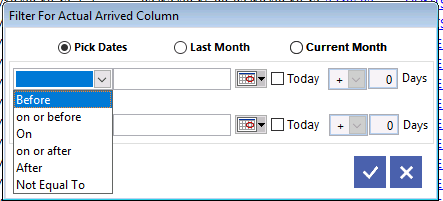 Filter For Actual Arrived Column
Pick Dates Last Month Current Month
Today + 0 Days
Before
on or before
On Today + 0 Days
on or after
After
Not Equal To